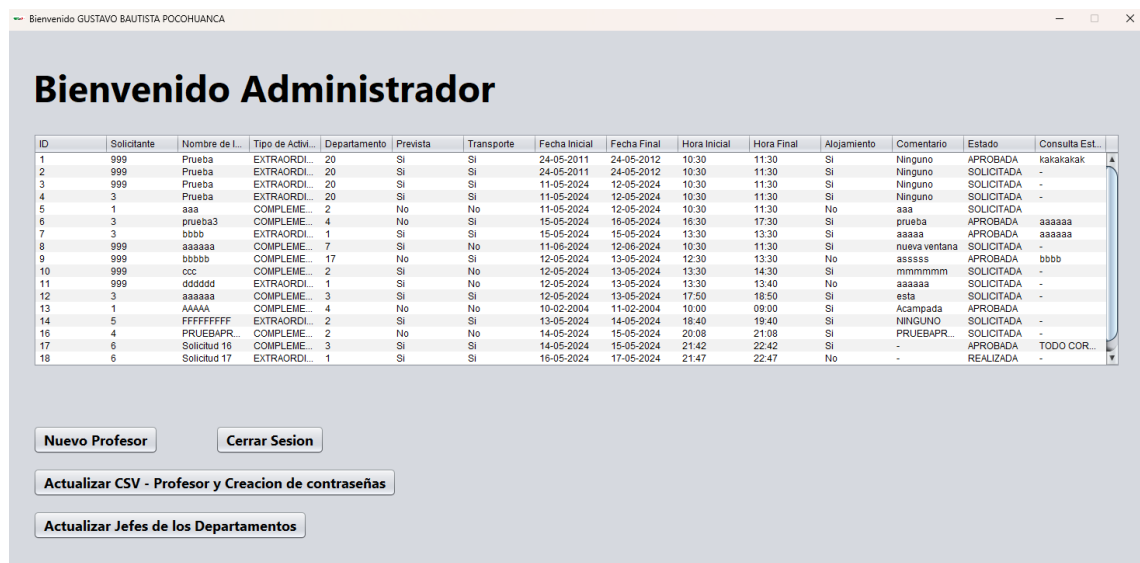 Bienvenido GUSTAVO BAUTISTA POCOHUANCA
Bienvenido Administrador
ID Solicitante Nombre de l... Tipo de Activi... Departamento Prevista Transporte Fecha Inicial Fecha Final Hora Inicial Hora Final Alojamiento Comentario Estado Consulta Est...
1 999 Prueba EXTRAORDI... 20 Si Si 24-05-2011 24-05-2012 10:30 11:30 Si Ninguno APROBADA kakakakak
2 999 Prueba EXTRAORDI... 20 Si Si 24-05-2011 24-05-2012 10:30 11:30 Si Ninguno SOLICITADA -
3 999 Prueba EXTRAORDI... 20 Si Si 11-05-2024 12-05-2024 10:30 11:30 Si Ninguno SOLICITADA -
4 3 Prueba EXTRAORDI... 20 Si Si 11-05-2024 12-05-2024 10:30 11:30 Si Ninguno SOLICITADA -
5 1 aaa COMPLEME... 2 No No 11-05-2024 12-05-2024 10:30 11:30 No aaa SOLICITADA
6 3 prueba3 COMPLEME... 4 No Si 15-05-2024 16-05-2024 16:30 17:30 Si prueba APROBADA aaaaaa
7 3 bbbb EXTRAORDI... 1 Si Si 15-05-2024 15-05-2024 13:30 13:30 Si aaaaa APROBADA aaaaaa
8 999 aaaaaa COMPLEME... 7 Si No 11-06-2024 12-06-2024 10:30 11:30 Si nueva ventana SOLICITADA -
9 999 bbbbb COMPLEME... 17 No Si 12-05-2024 13-05-2024 12:30 13:30 No asssss APROBADA bbbb
10 999 ccc COMPLEME... 2 Si No 12-05-2024 13-05-2024 13:30 14:30 Si mmmmmm SOLICITADA -
11 999 dddddd EXTRAORDI... 1 Si No 12-05-2024 13-05-2024 13:30 13:40 No aaaaaa SOLICITADA -
12 3 aaaaaa COMPLEME... 3 Si Si 12-05-2024 13-05-2024 17:50 18:50 Si esta SOLICITADA -
13 1 AAAAA COMPLEME... 4 No No 10-02-2004 11-02-2004 10:00 09:00 Si Acampada APROBADA
14 5 FFFFFFFFF EXTRAORDI... 2 Si Si 13-05-2024 14-05-2024 18:40 19:40 Si NINGUNO SOLICITADA -
16 4 PRUEBAPR... COMPLEME... 2 No No 14-05-2024 15-05-2024 20:08 21:08 Si PRUEBAPR... SOLICITADA -
17 6 Solicitud 16 COMPLEME... 3 Si Si 14-05-2024 15-05-2024 21:42 22:42 Si - APROBADA TODO COR...
18 6 Solicitud 17 EXTRAORDI... 1 Si Si 16-05-2024 17-05-2024 21:47 22:47 No - REALIZADA -
Nuevo Profesor Cerrar Sesion
Actualizar CSV - Profesor y Creacion de contraseñas
Actualizar Jefes de los Departamentos